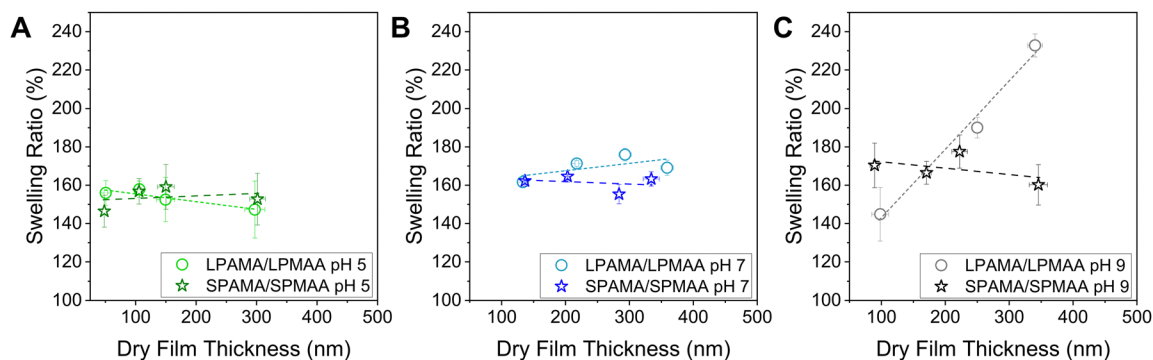 A
Swelling Ratio (%)
240
220
200
180
160
140
120
100
100
200
300
400
500
Dry Film Thickness (nm)
LPAMA/LPMAA pH 5
SPAMA/SPMAA pH 5
B
Swelling Ratio (%)
240
220
200
180
160
140
120
100
100
200
300
400
500
Dry Film Thickness (nm)
LPAMA/LPMAA pH 7
SPAMA/SPMAA pH 7
C
Swelling Ratio (%)
240
220
200
180
160
140
120
100
100
200
300
400
500
Dry Film Thickness (nm)
LPAMA/LPMAA pH 9
SPAMA/SPMAA pH 9